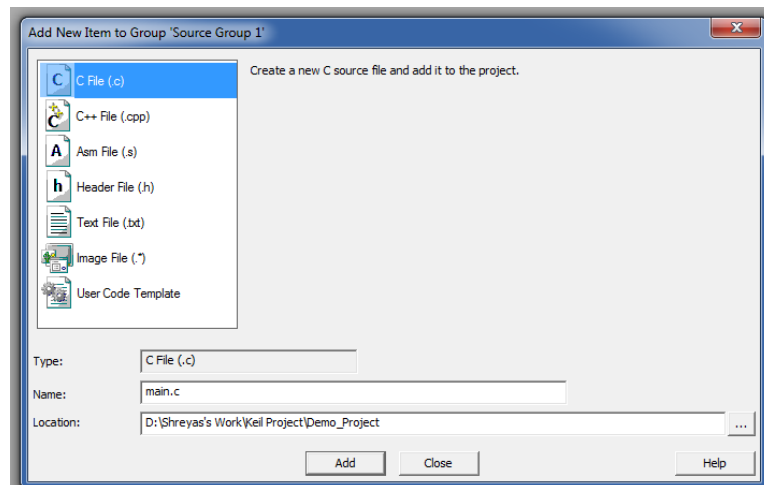 Add New Item to Group 'Source Group 1'
C File (.c)
Create a new C source file and add it to the project.
C++ File (.cpp)
Asm File (.s)
Header File (.h)
Text File (.txt)
Image File (.*)
User Code Template
Type: C File (.c)
Name: main.c
Location: D:\Shreyas's Work\Keil Project\Demo_Project ...
Add Close Help